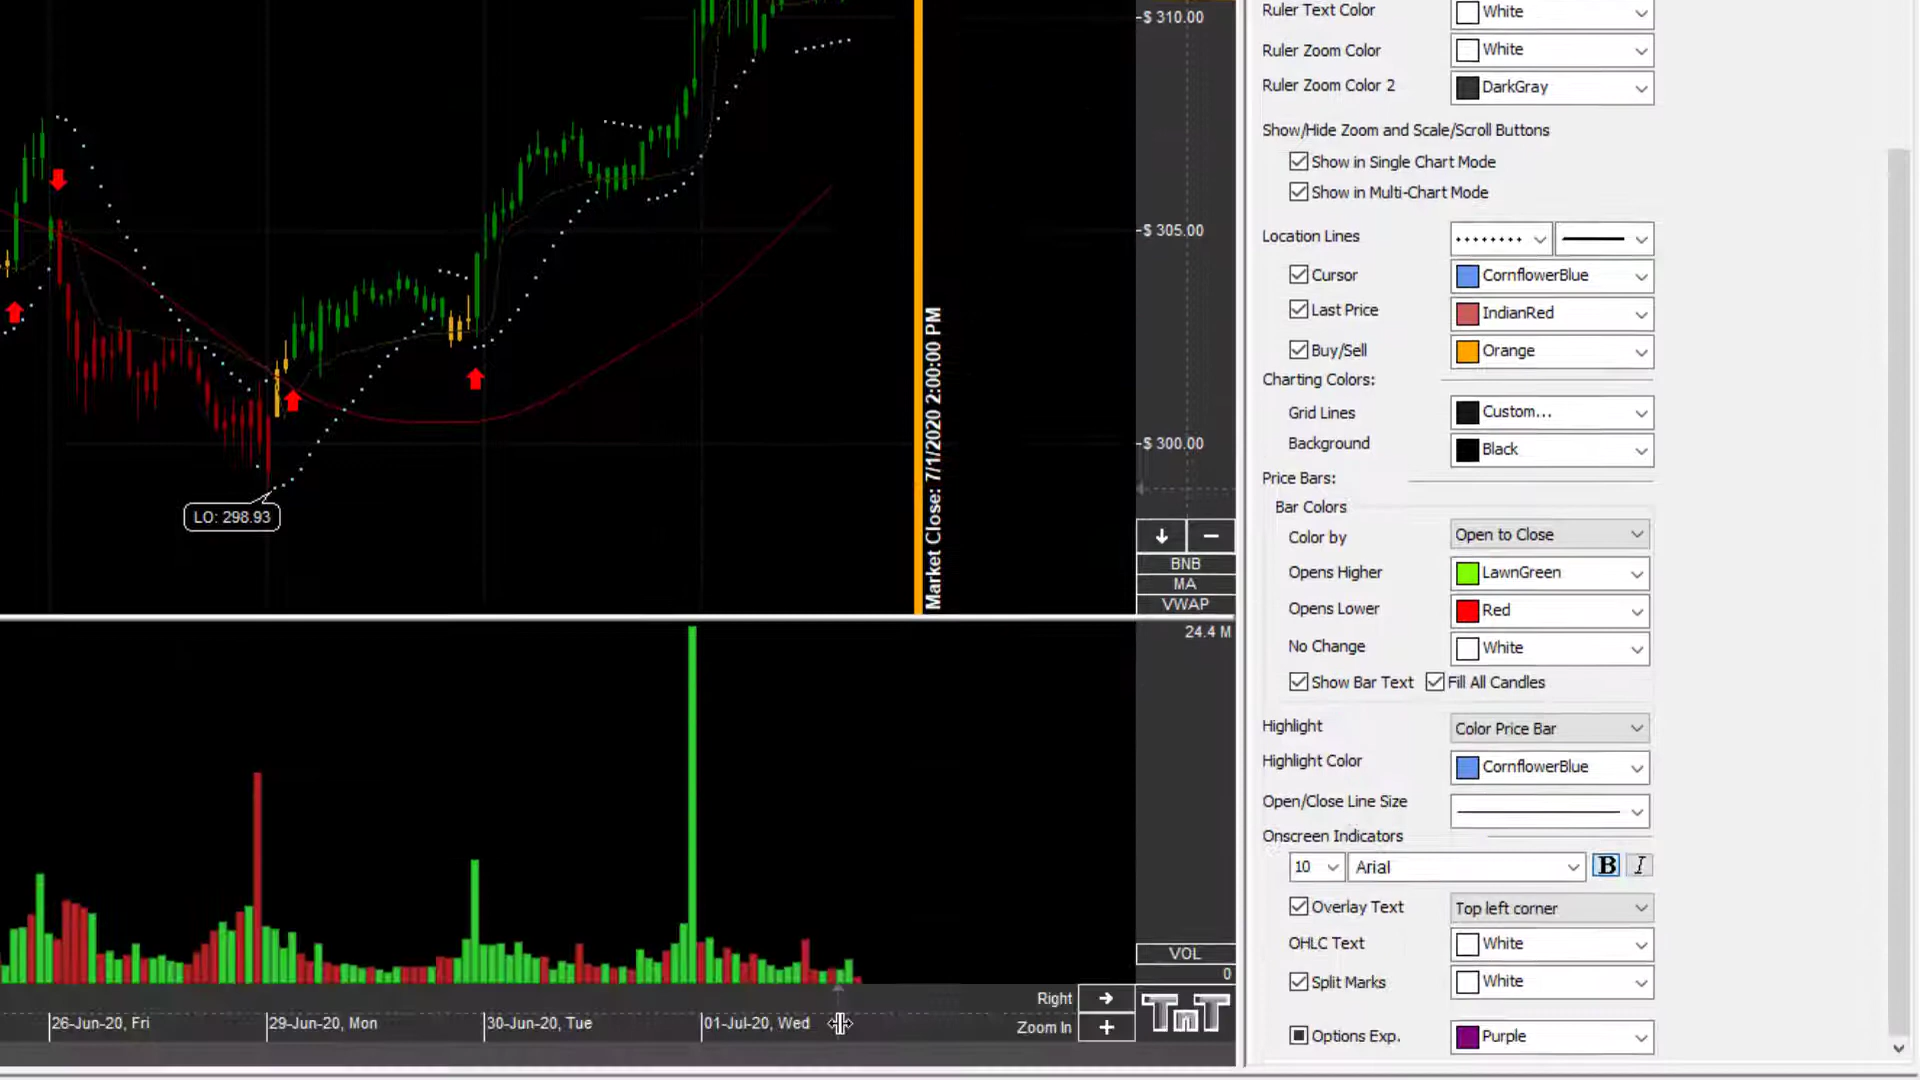 $ 310.00
$ 305.00
$ 300.00
LO: 298.93
Market Close: 7/1/2020 2:00:00 PM
BNB
MA
VWAP
24.4 M
VOL
0
Right
Zoom In
26-Jun-20, Fri
29-Jun-20, Mon
30-Jun-20, Tue
01-Jul-20, Wed
TNT
Ruler Text Color White
Ruler Zoom Color White
Ruler Zoom Color 2 DarkGray
Show/Hide Zoom and Scale/Scroll Buttons
Show in Single Chart Mode
Show in Multi-Chart Mode
Location Lines
Cursor CornflowerBlue
Last Price IndianRed
Buy/Sell Orange
Charting Colors:
Grid Lines Custom...
Background Black
Price Bars:
Bar Colors
Color by Open to Close
Opens Higher LawnGreen
Opens Lower Red
No Change White
Show Bar Text Fill All Candles
Highlight Color Price Bar
Highlight Color CornflowerBlue
Open/Close Line Size
Onscreen Indicators
10 Arial B I
Overlay Text Top left corner
OHLC Text White
Split Marks White
Options Exp. Purple